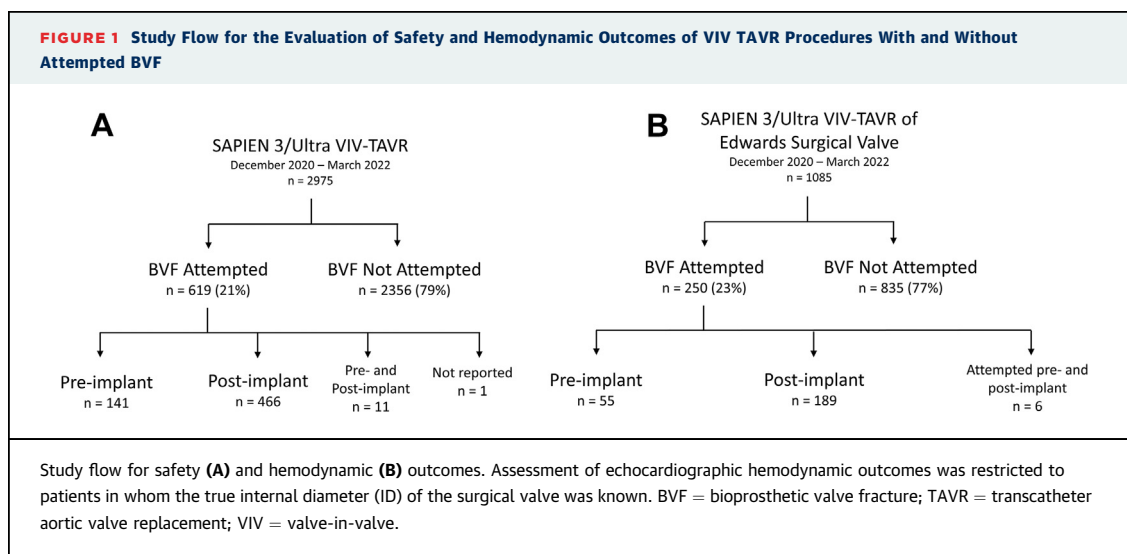 FIGURE 1 Study Flow for the Evaluation of Safety and Hemodynamic Outcomes of VIV TAVR Procedures With and Without
Attempted BVF
A
SAPIEN 3/Ultra VIV-TAVR
December 2020 – March 2022
n = 2975
BVF Attempted
n = 619 (21%)
BVF Not Attempted
n = 2356 (79%)
Pre-implant
n = 141
Post-implant
n = 466
Pre- and
Post-implant
n = 11
Not reported
n = 1
B
SAPIEN 3/Ultra VIV-TAVR of
Edwards Surgical Valve
December 2020 – March 2022
n = 1085
BVF Attempted
n = 250 (23%)
BVF Not Attempted
n = 835 (77%)
Pre-implant
n = 55
Post-implant
n = 189
Attempted pre- and
post-implant
n = 6
Study flow for safety (A) and hemodynamic (B) outcomes. Assessment of echocardiographic hemodynamic outcomes was restricted to
patients in whom the true internal diameter (ID) of the surgical valve was known. BVF = bioprosthetic valve fracture; TAVR = transcatheter
aortic valve replacement; VIV = valve-in-valve.